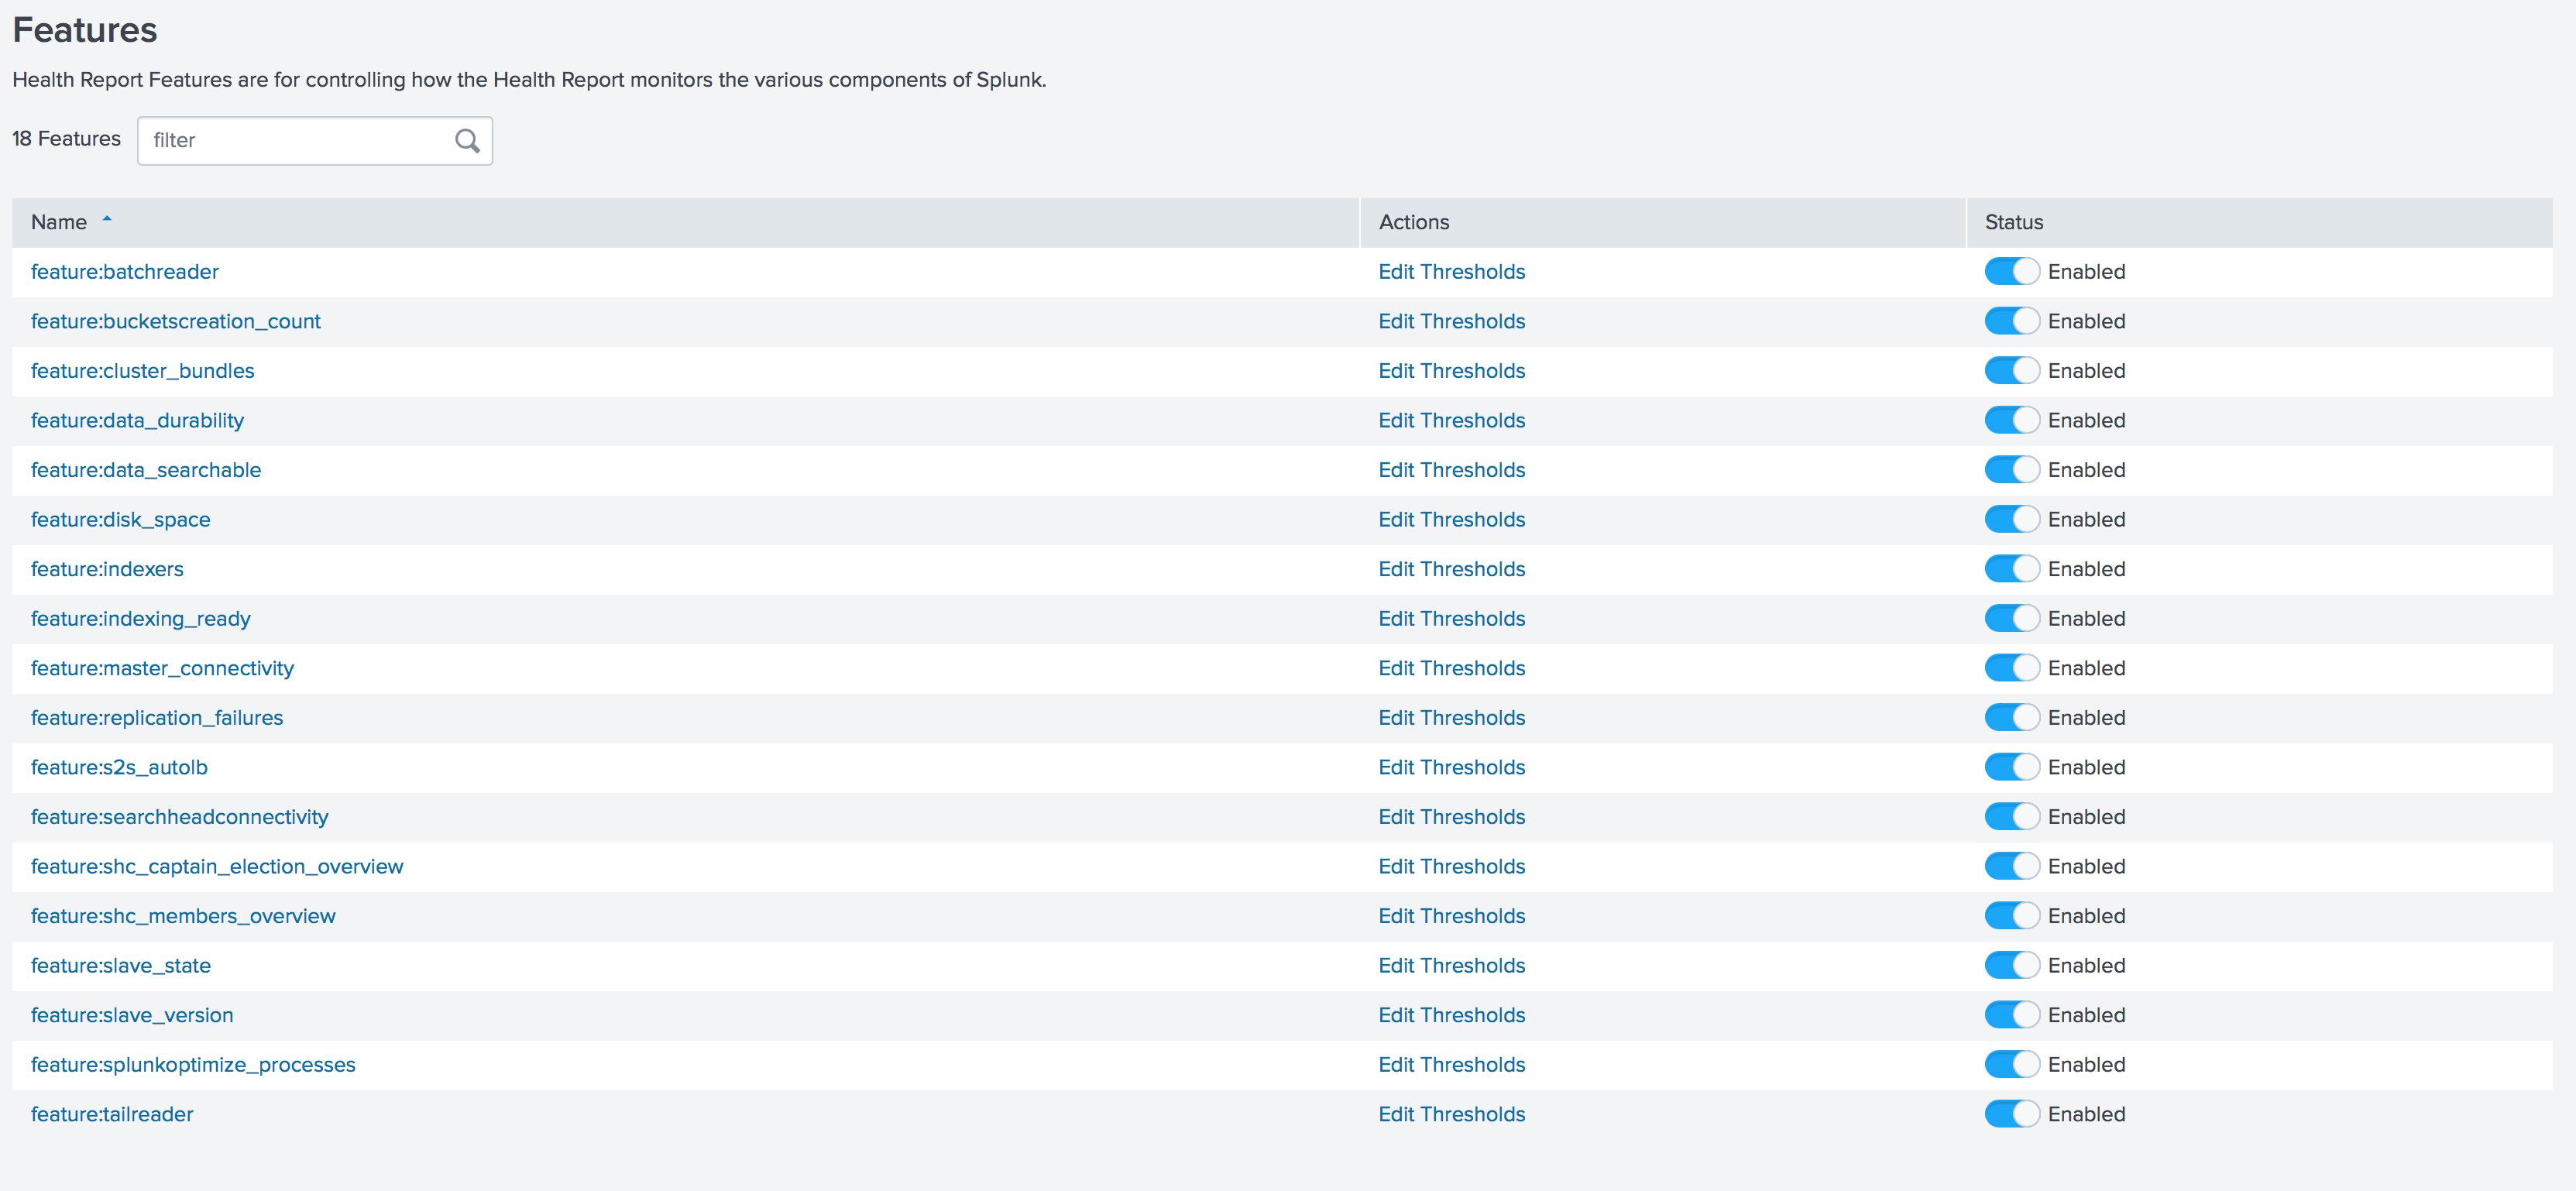 Features
Health Report Features are for controlling how the Health Report monitors the various components of Splunk.
18 Features filter
Name Actions Status
feature:batchreader Edit Thresholds Enabled
feature:bucketscreation_count Edit Thresholds Enabled
feature:cluster_bundles Edit Thresholds Enabled
feature:data_durability Edit Thresholds Enabled
feature:data_searchable Edit Thresholds Enabled
feature:disk_space Edit Thresholds Enabled
feature:indexers Edit Thresholds Enabled
feature:indexing_ready Edit Thresholds Enabled
feature:master_connectivity Edit Thresholds Enabled
feature:replication_failures Edit Thresholds Enabled
feature:s2s_autolb Edit Thresholds Enabled
feature:searchheadconnectivity Edit Thresholds Enabled
feature:shc_captain_election_overview Edit Thresholds Enabled
feature:shc_members_overview Edit Thresholds Enabled
feature:slave_state Edit Thresholds Enabled
feature:slave_version Edit Thresholds Enabled
feature:splunkoptimize_processes Edit Thresholds Enabled
feature:tailreader Edit Thresholds Enabled